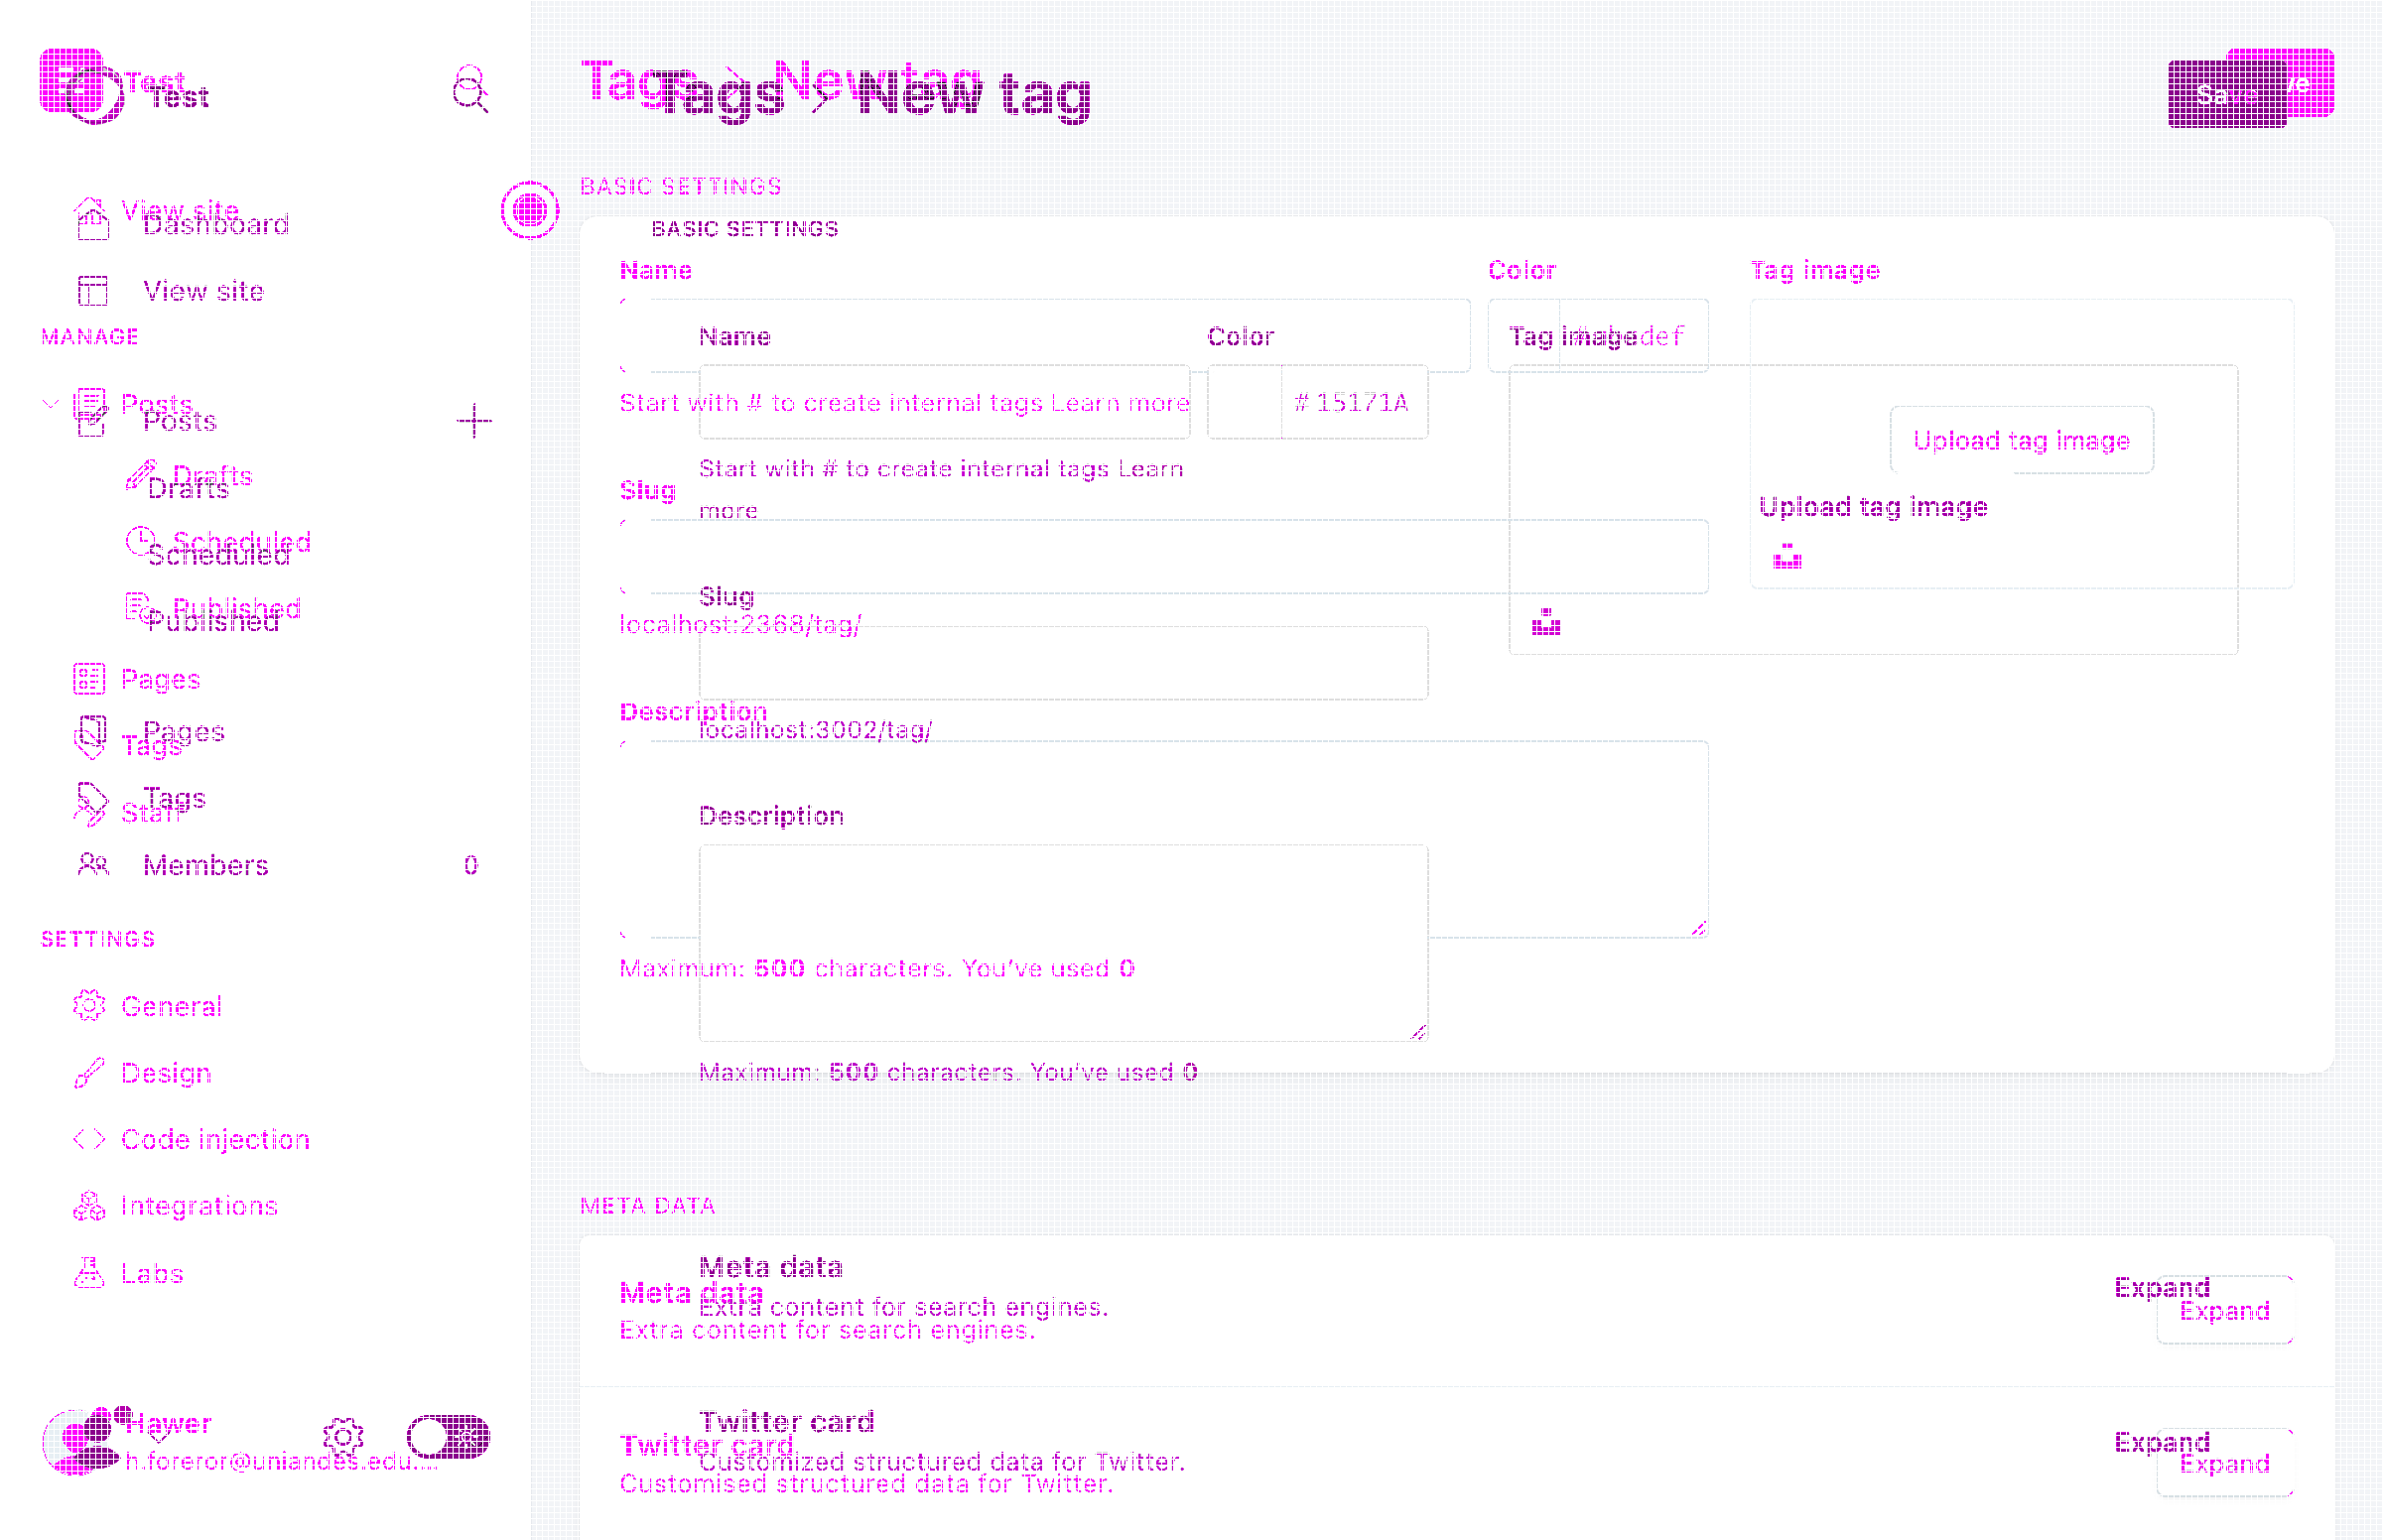 Test
Test
Tags > New tag
Tags > New tag
Save
BASIC SETTINGS
View site
Dashboard
BASIC SETTINGS
Name
Color
Tag image
View site
MANAGE
Name
Color
Tag image
Posts
Start with # to create internal tags Learn more
# 15171A
Posts
Upload tag image
Start with # to create internal tags Learn
more
Drafts
Drafts
Slug
Upload tag image
Scheduled
Scheduled
Slug
Published
Published
localhost:2368/tag/
Pages
Description
Pages
localhost:3002/tag/
Tags
Tags
Staff
Description
Members
0
SETTINGS
Maximum: 500 characters. You've used 0
General
Design
Maximum: 500 characters. You've used 0
Code injection
Integrations
META DATA
Labs
Meta data
Expand
Meta data
Extra content for search engines.
Expand
Extra content for search engines.
Hawer
Twitter card
Expand
Twitter card
h.foreror@uniandes.edu....
Customized structured data for Twitter.
Expand
Customised structured data for Twitter.